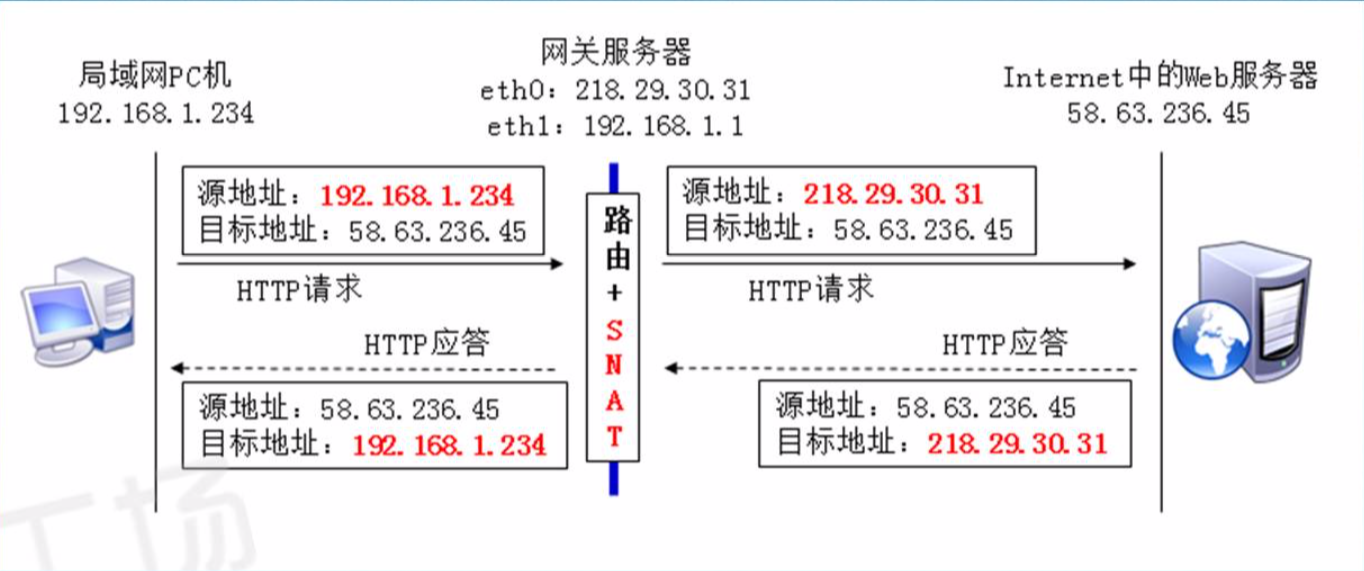 局域网PC机
192.168.1.234
网关服务器
eth0：218.29.30.31
eth1：192.168.1.1
Internet中的Web服务器
58.63.236.45
源地址：192.168.1.234
目标地址：58.63.236.45
HTTP请求
路由+SNAT
源地址：218.29.30.31
目标地址：58.63.236.45
HTTP请求
HTTP应答
源地址：58.63.236.45
目标地址：192.168.1.234
HTTP应答
源地址：58.63.236.45
目标地址：218.29.30.31
工场